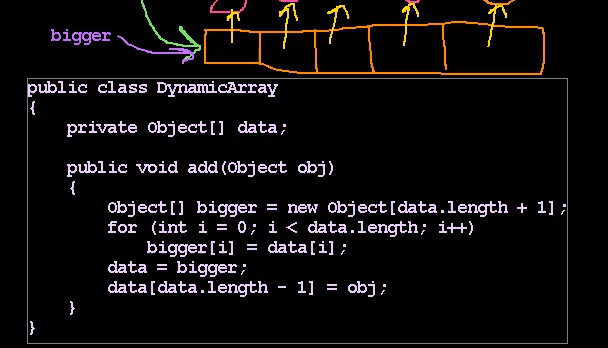 bigger
public class DynamicArray
{
    private Object[] data;
    public void add(Object obj)
    {
        Object[] bigger = new Object[data.length + 1];
        for (int i = 0; i < data.length; i++)
            bigger[i] = data[i];
        data = bigger;
        data[data.length - 1] = obj;
    }
}